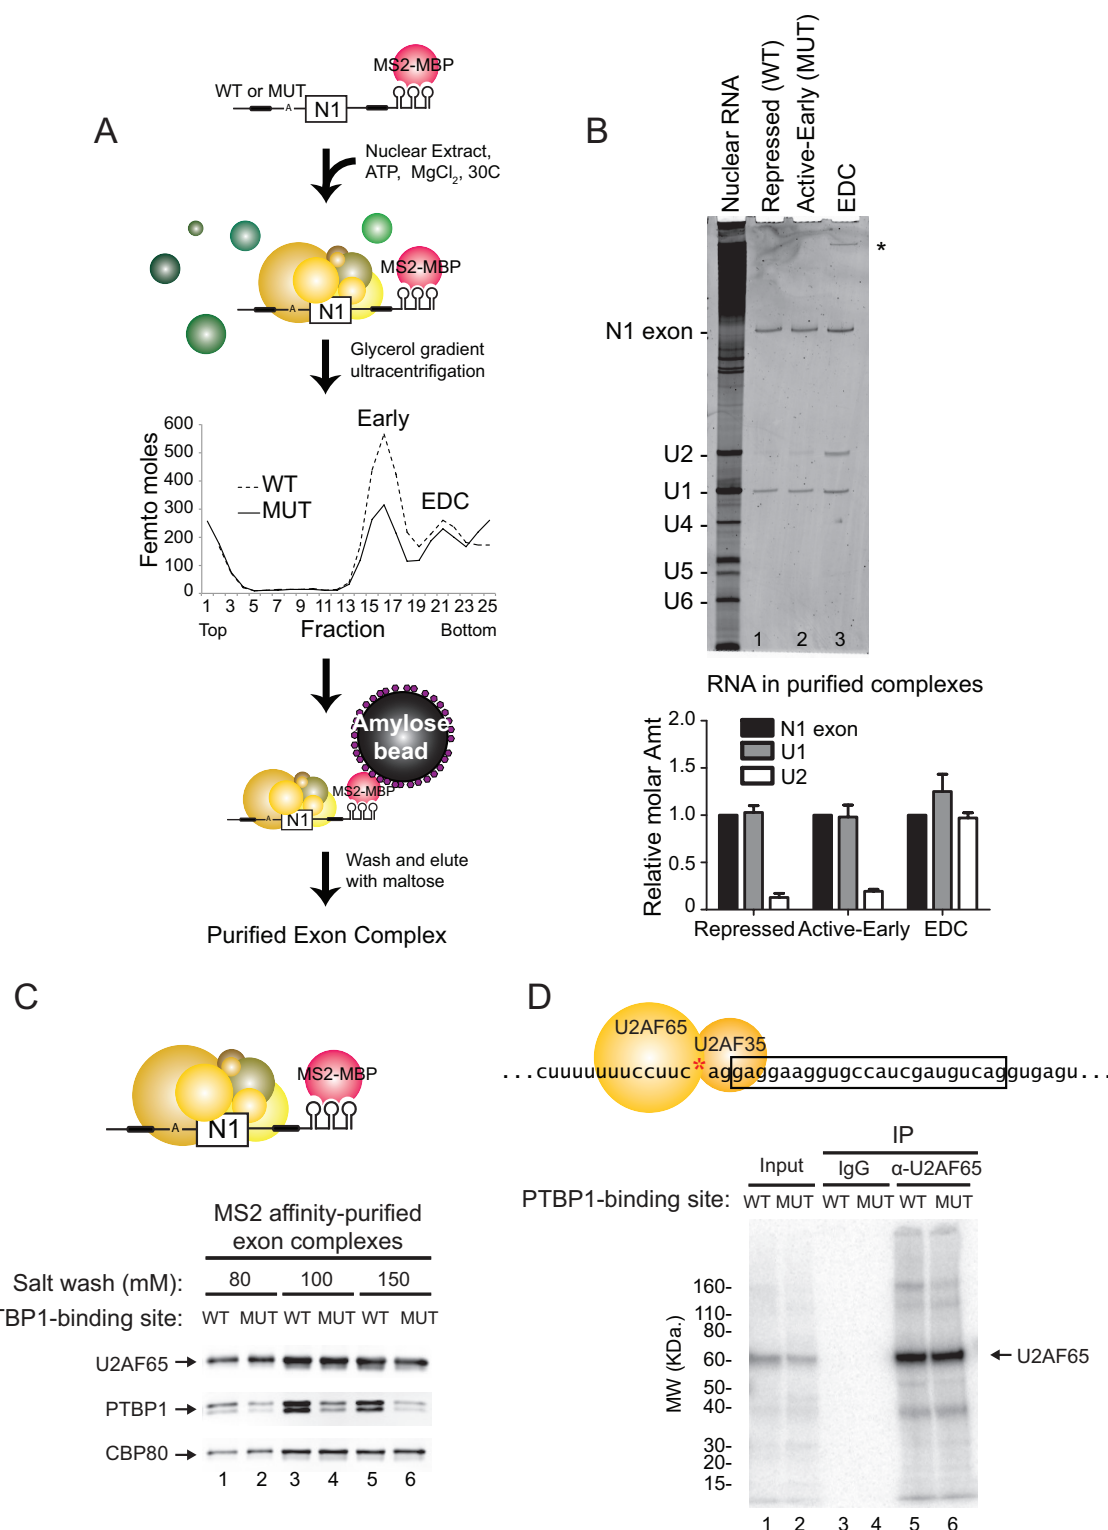 A
WT or MUT
MS2-MBP
A
N1
Nuclear Extract,
ATP, MgCl2, 30C
MS2-MBP
A
N1
Glycerol gradient
ultracentrifigation
Early
EDC
WT
MUT
Femto moles
600
500
400
300
200
100
0
1 3 5 7 9 11 13 15 17 19 21 23 25
Top
Fraction
Bottom
Amylose
bead
MS2-MBP
A
N1
Wash and elute
with maltose
Purified Exon Complex
B
Nuclear RNA
Repressed (WT)
Active-Early (MUT)
EDC
*
N1 exon -
U2 -
U1 -
U4 -
U5 -
U6 -
1 2 3
RNA in purified complexes
Relative molar Amt
2.0
1.5
1.0
0.5
0
N1 exon
U1
U2
Repressed Active-Early EDC
C
MS2-MBP
A
N1
MS2 affinity-purified
exon complexes
Salt wash (mM): 80 100 150
TBP1-binding site: WT MUT WT MUT WT MUT
U2AF65
PTBP1
CBP80
1 2 3 4 5 6
D
U2AF65
U2AF35
...cuuuuuuuccuuc*aggaggaaggugccaucgaugucaggugagu...
IP
Input IgG α-U2AF65
PTBP1-binding site: WT MUT WT MUT WT MUT
MW (KDa.)
160-
110-
80-
60-
50-
40-
30-
20-
15-
U2AF65
1 2 3 4 5 6